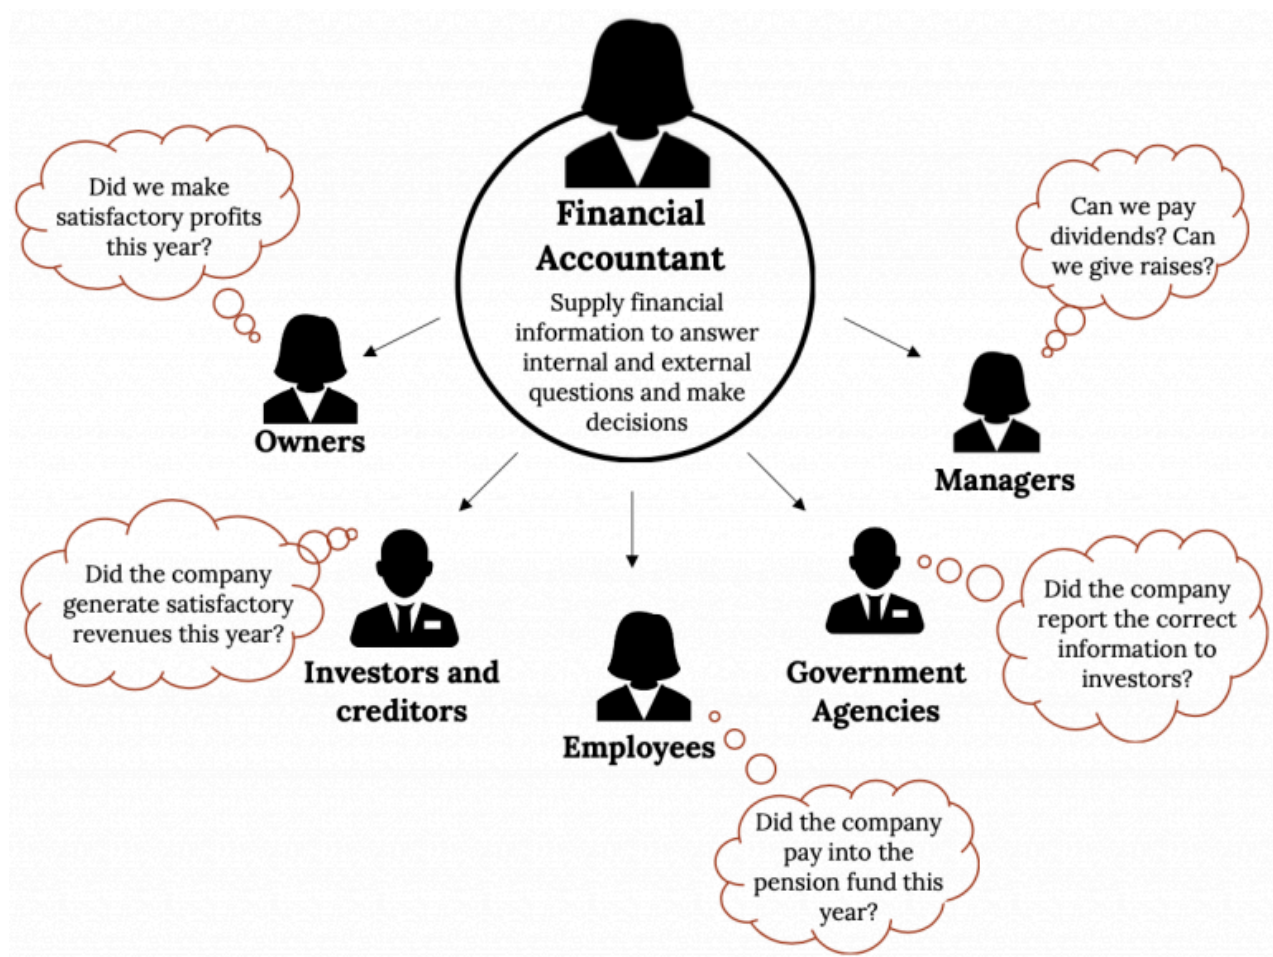 Financial
Accountant
Supply financial
information to answer
internal and external
questions and make
decisions
Did we make
satisfactory profits
this year?
Owners
Can we pay
dividends? Can
we give raises?
Managers
Did the company
generate satisfactory
revenues this year?
Investors and
creditors
Employees
Did the company
pay into the
pension fund this
year?
Government
Agencies
Did the company
report the correct
information to
investors?